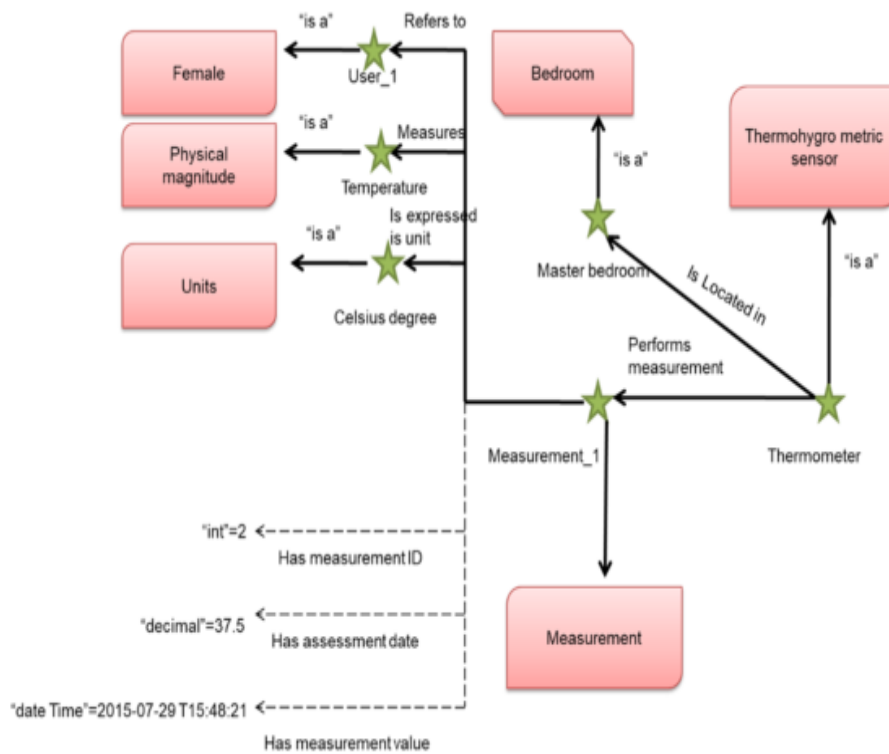 “is a”
Refers to
Female
User_1
Bedroom
“is a”
Measures
Physical
magnitude
Temperature
Thermohygro metric
sensor
“is a”
“is a”
Is expressed
is unit
“is a”
Units
Celsius degree
Master bedroom
Is Located in
Performs
measurement
Measurement_1
Thermometer
“int”=2
Has measurement ID
“decimal”=37.5
Has assessment date
Measurement
“date Time”=2015-07-29 T15:48:21
Has measurement value